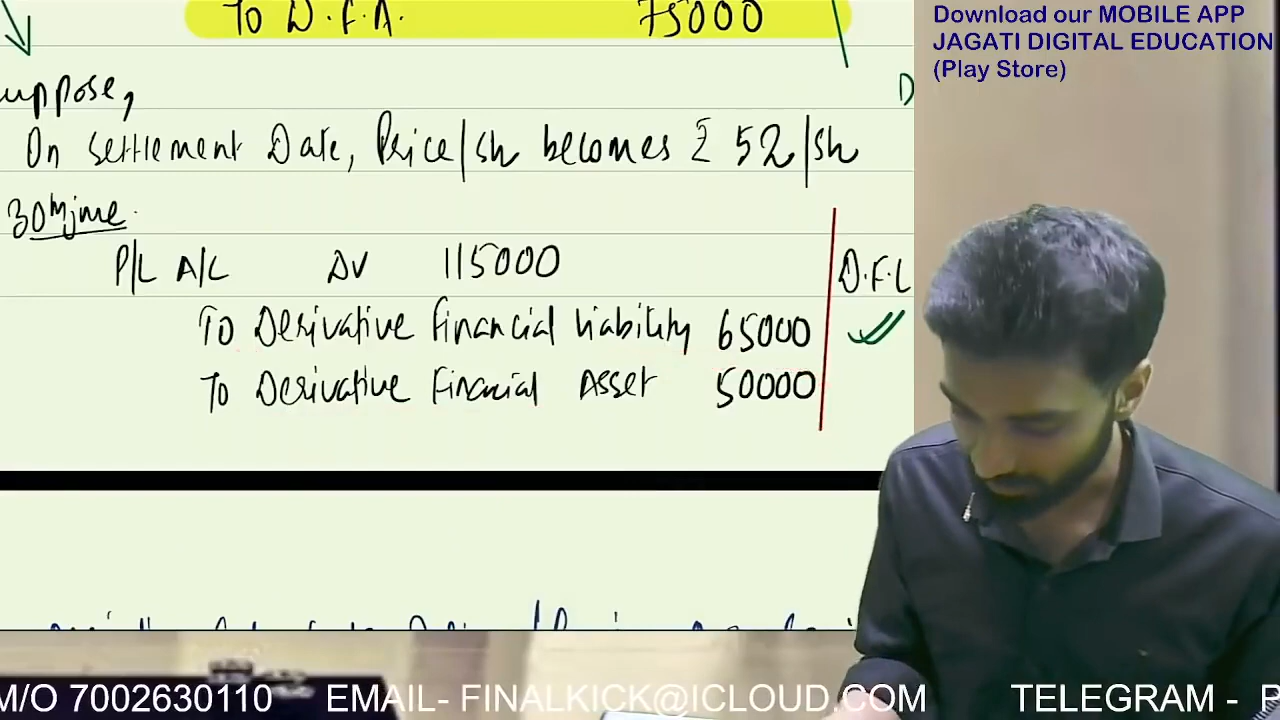 To D.F.A. 75000
uppose,
On Settlement Date, Price/sh becomes ₹ 52/sh
30th june.
P/L A/C Dr 115000
To Derivative Financial Liability 65000
To Derivative Financial Asset 50000
D
D.F.L
Download our MOBILE APP
JAGATI DIGITAL EDUCATION
(Play Store)
M/O 7002630110 EMAIL- FINALKICK@ICLOUD.COM TELEGRAM - P